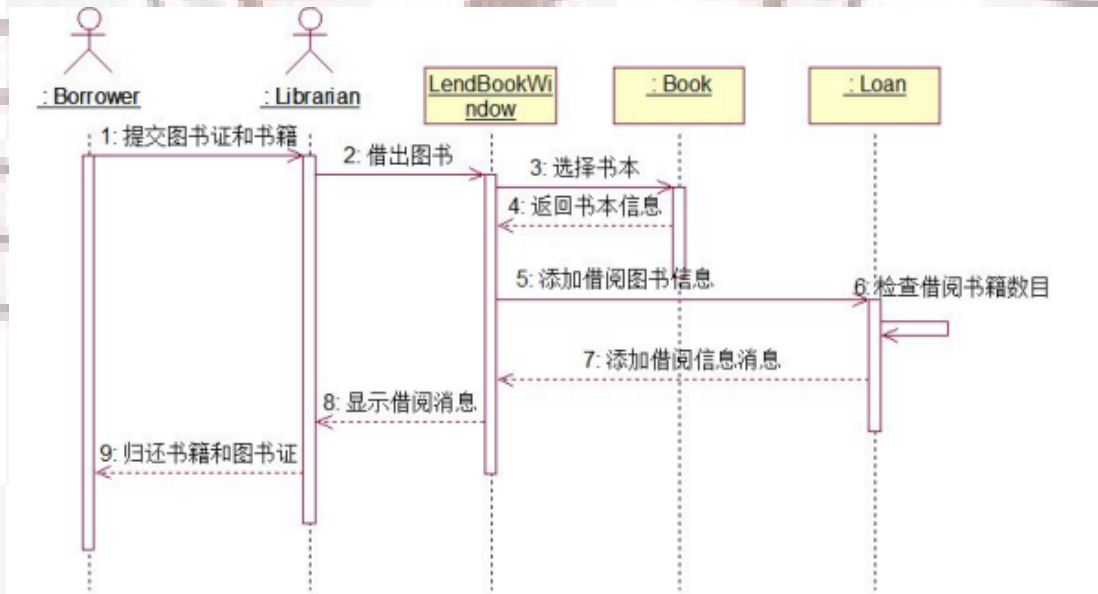 : Borrower
: Librarian
LendBookWi
ndow
: Book
: Loan
1: 提交图书证和书籍
2: 借出图书
3: 选择书本
4: 返回书本信息
5: 添加借阅图书信息
6: 检查借阅书籍数目
7: 添加借阅信息消息
8: 显示借阅消息
9: 归还书籍和图书证